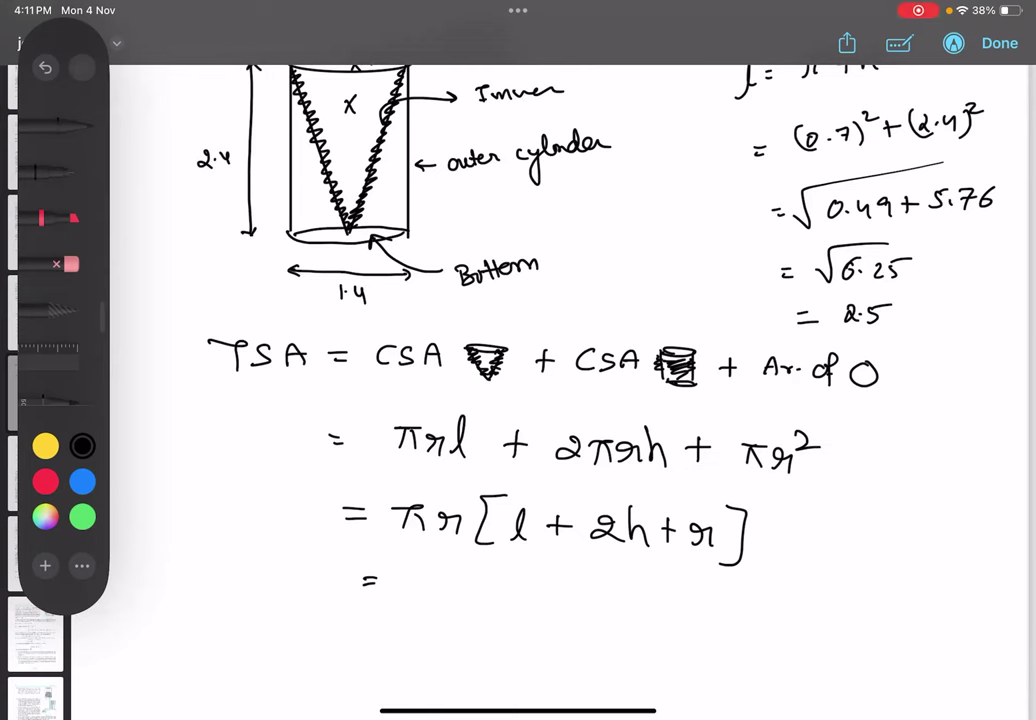 4:11 PM Mon 4 Nov
38%
Done
Inner
= (0.7)² + (2.4)²
2.4
outer cylinder
= √0.49 + 5.76
Bottom
= √6.25
1.4
= 2.5
TSA = CSA + CSA + Ar. of O
= πrl + 2πrh + πr²
= πr[l + 2h + r]
=